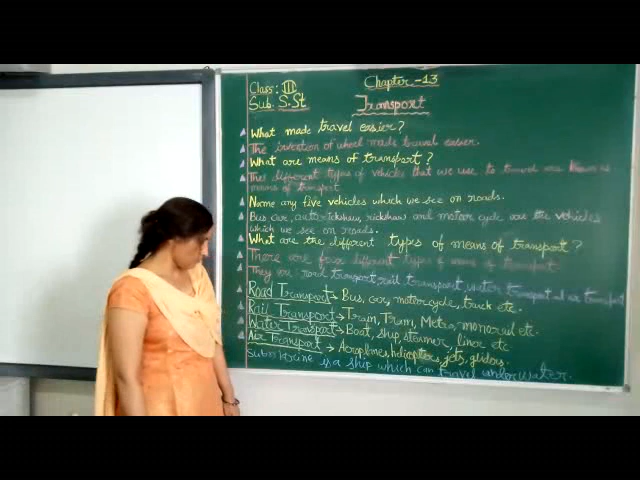 Class: III
Chapter -13
Sub. S.St
Transport
What made travel easier?
The invention of wheel made travel easier.
What are means of transport?
The different types of vehicles that we use to travel are known as
means of transport
Name any five vehicles which we see on roads.
Bus car, autorickshaw, rickshaw and motor cycle are the vehicles
which we see on roads.
What are the different types of means of transport?
There are four different types of means of transport
They are road transport, rail transport, water transport and air transport
Road Transport → Bus, car, motorcycle, truck etc.
Rail Transport → Train, Tram, Metro, monorail etc.
Water Transport → Boat, ship, steamer, liner etc
Air Transport → Aeroplines, helicopters, jets, gliders.
Submarine is a ship which can travel under water.